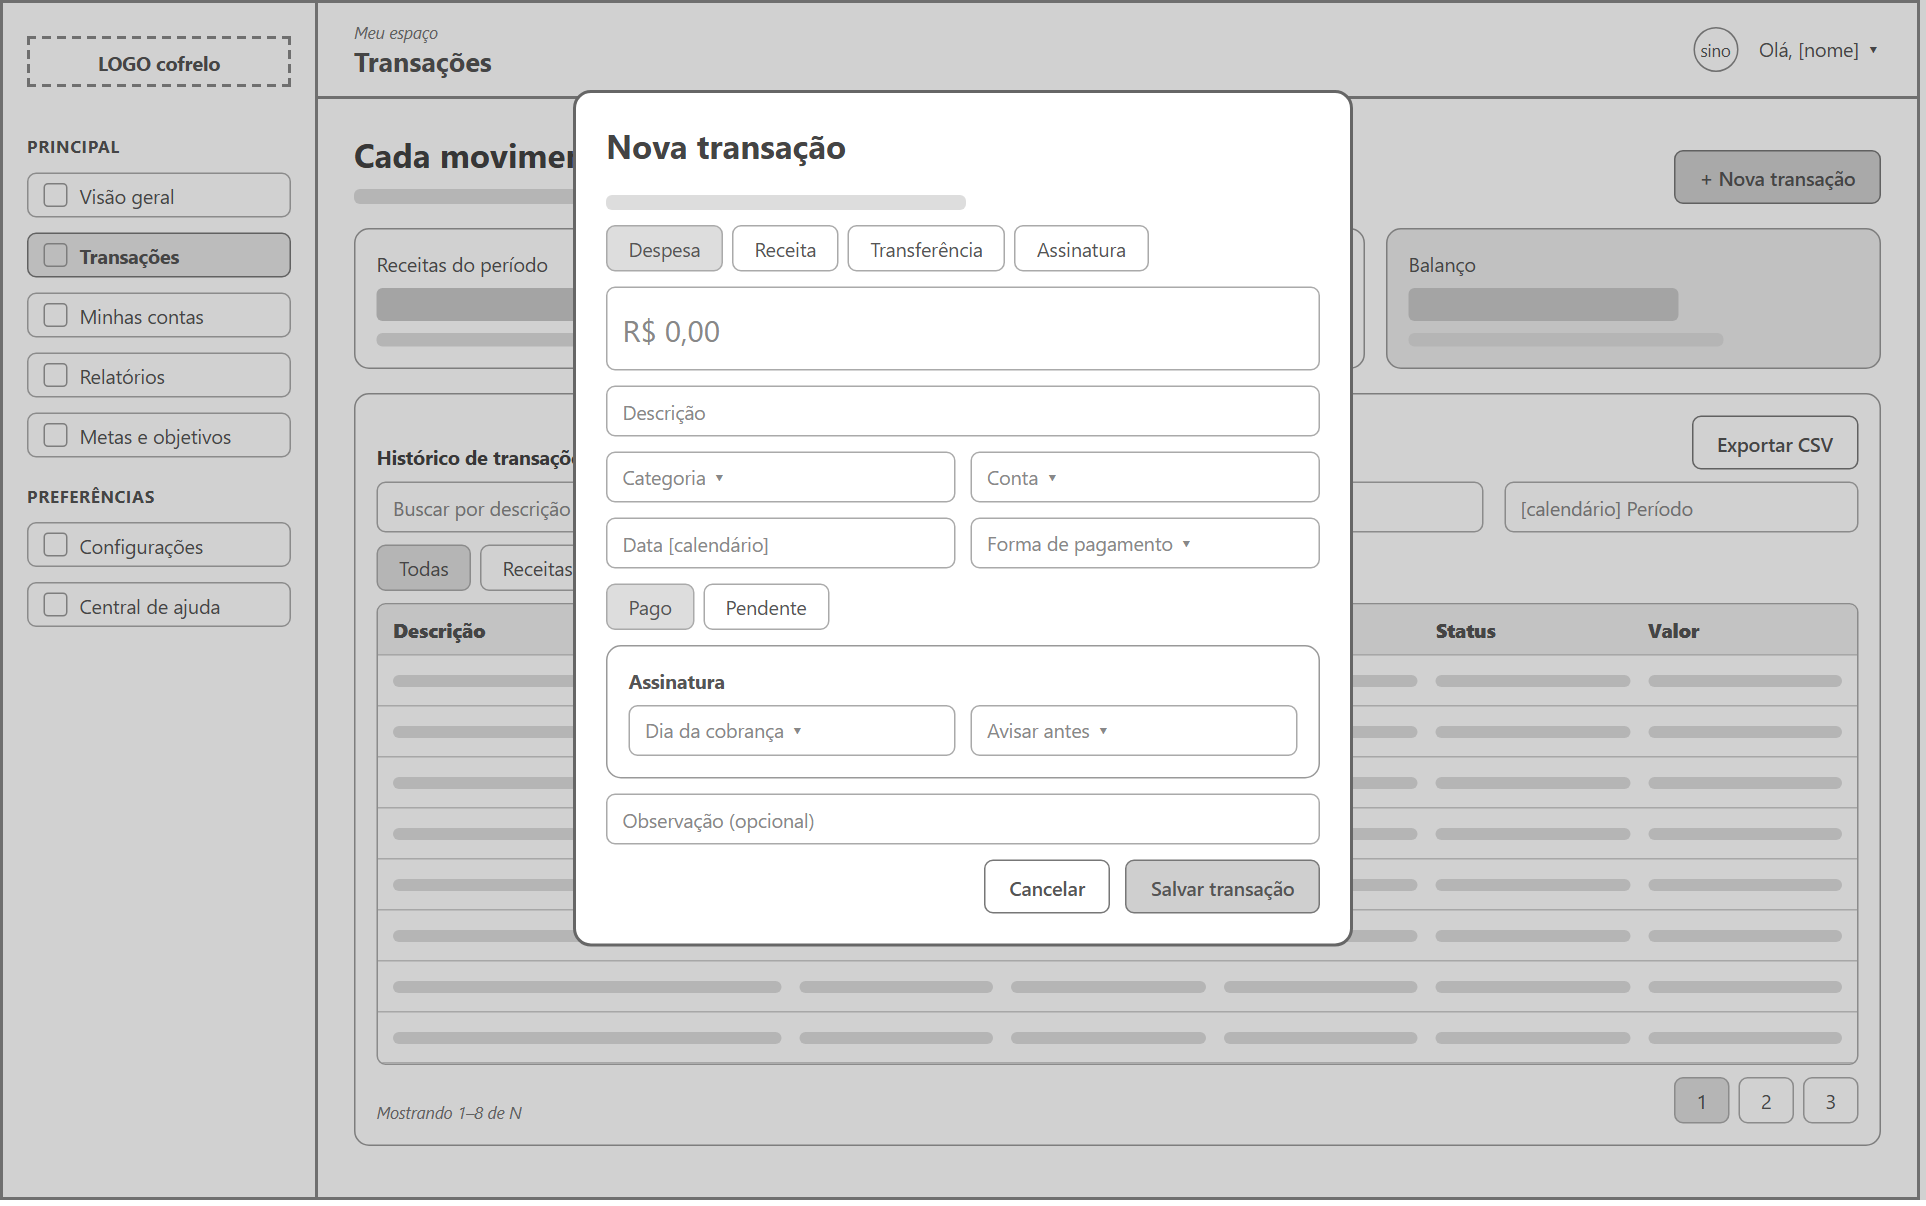 LOGO cofrelo
PRINCIPAL
Visão geral
Transações
Minhas contas
Relatórios
Metas e objetivos
PREFERÊNCIAS
Configurações
Central de ajuda
Meu espaço
Transações
sino
Olá, [nome] ▾
+ Nova transação
Receitas do período
Balanço
Exportar CSV
Buscar por descrição
[calendário] Período
Todas
Receitas
Descrição
Status
Valor
Mostrando 1–8 de N
1
2
3
Nova transação
Despesa
Receita
Transferência
Assinatura
R$ 0,00
Descrição
Categoria ▾
Conta ▾
Data [calendário]
Forma de pagamento ▾
Pago
Pendente
Assinatura
Dia da cobrança ▾
Avisar antes ▾
Observação (opcional)
Cancelar
Salvar transação
Cada
Histórico de